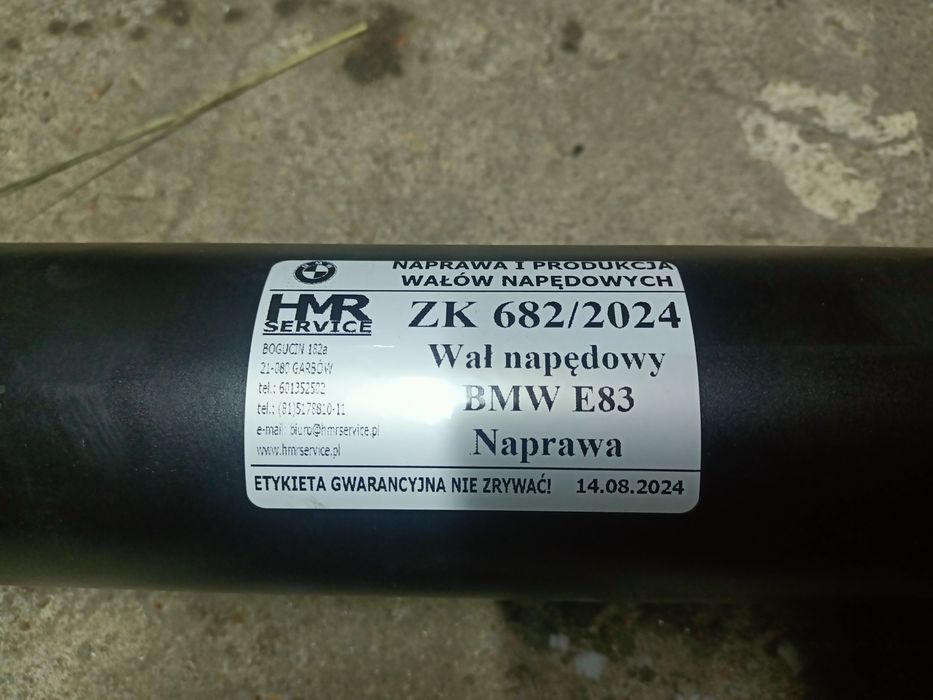 NAPRAWA I PRODUKCJA
WAŁÓW NAPĘDOWYCH
HMR
SERVICE
ZK 682/2024
BOGUCIN 182a
21-080 GARBÓW
tel.: 601352502
tel.: (81)5178810-11
e-mail: biuro@hmrservice.pl
www.hmrservice.pl
Wał napędowy
BMW E83
Naprawa
ETYKIETA GWARANCYJNA NIE ZRYWAĆ! 14.08.2024